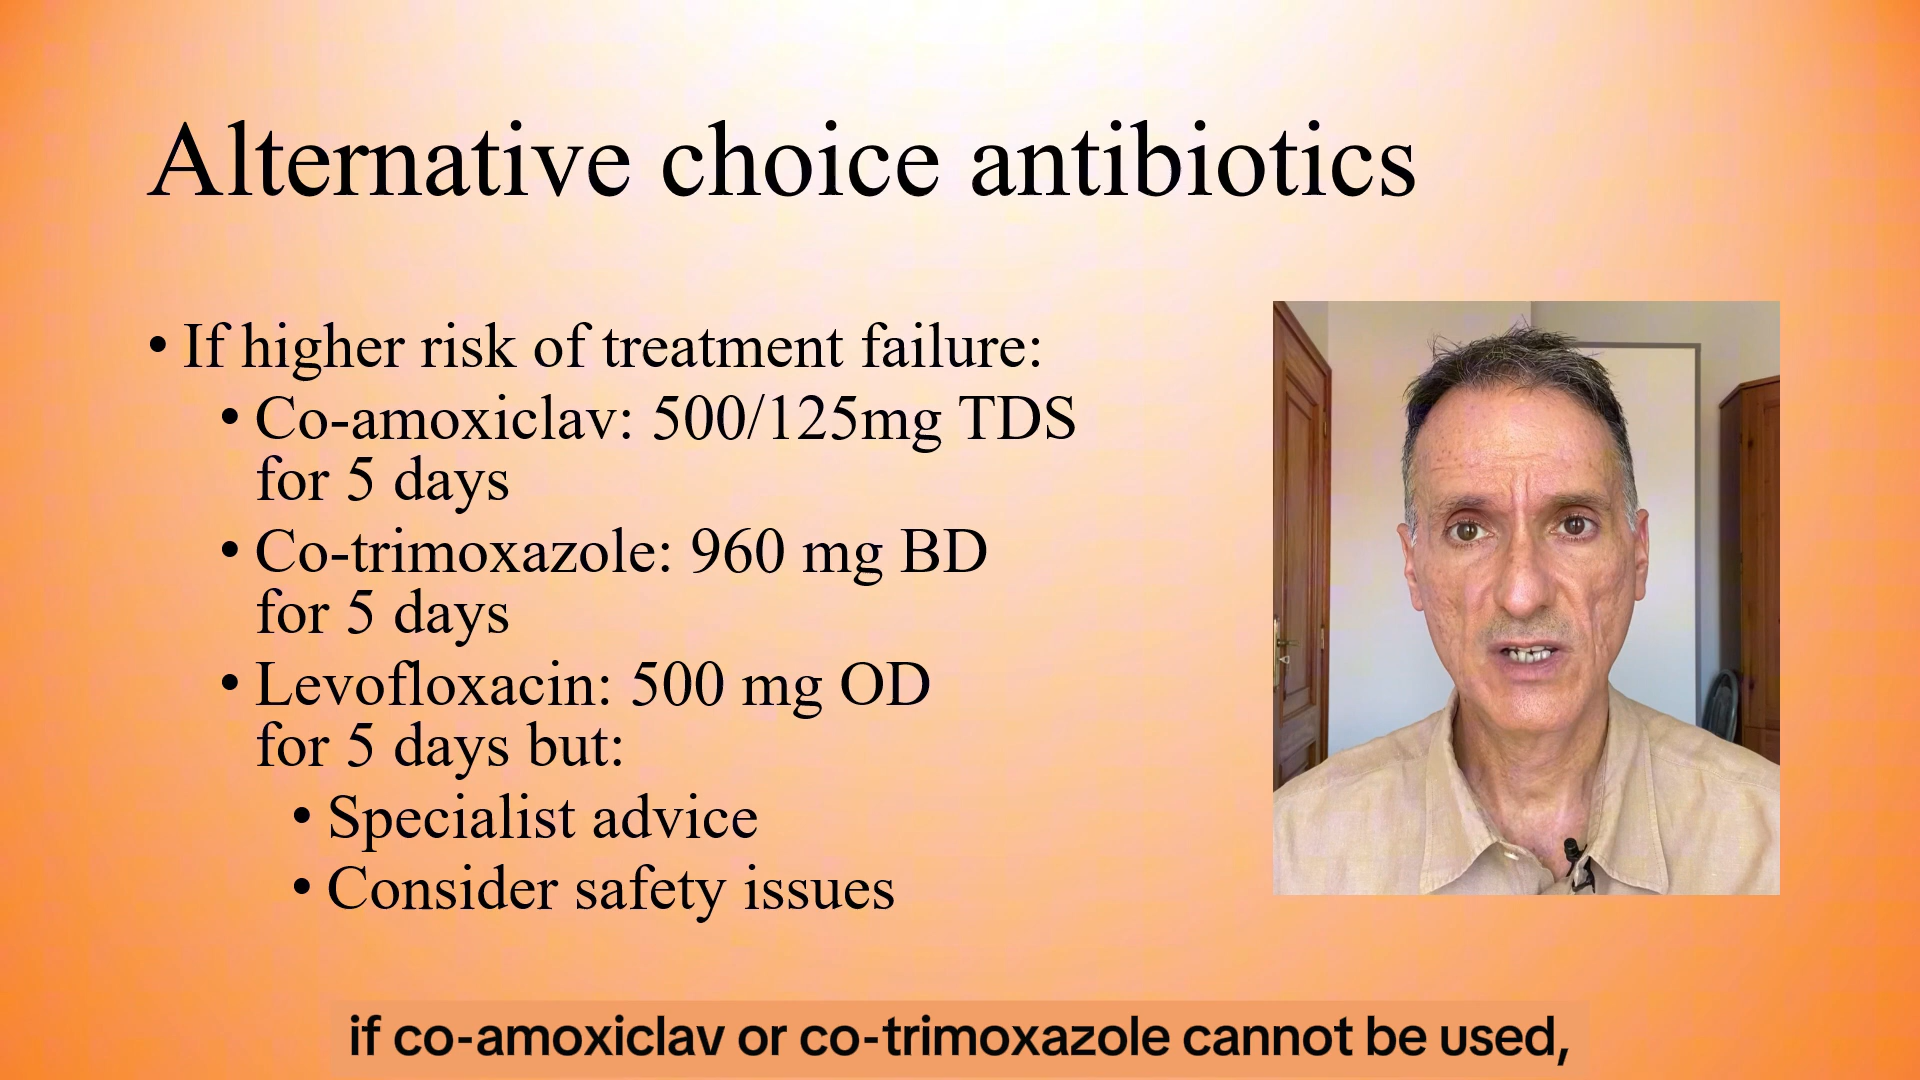 Alternative choice antibiotics
• If higher risk of treatment failure:
• Co-amoxiclav: 500/125mg TDS
for 5 days
• Co-trimoxazole: 960 mg BD
for 5 days
• Levofloxacin: 500 mg OD
for 5 days but:
• Specialist advice
• Consider safety issues
if co-amoxiclav or co-trimoxazole cannot be used,